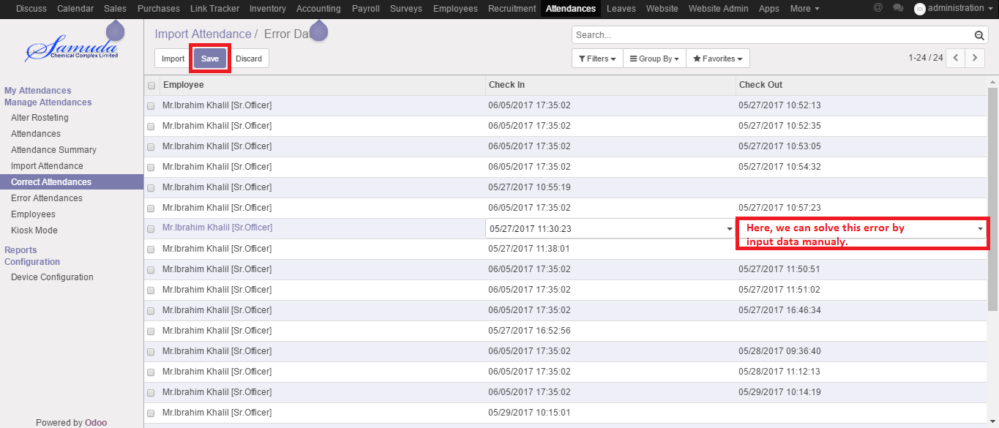 Discuss Calendar Sales Purchases Link Tracker Inventory Accounting Payroll Surveys Employees Recruitment Attendances Leaves Website Website Admin Apps More @ administration
Samuda
Chemical Complex Limited
Import Attendance / Error Da
Search...
Import Save Discard
Filters Group By Favorites 1-24 / 24
My Attendances
Manage Attendances
Alter Rosteting
Attendances
Attendance Summary
Import Attendance
Correct Attendances
Error Attendances
Employees
Kiosk Mode
Reports
Configuration
Device Configuration
Powered by Odoo
Employee Check In Check Out
Mr.Ibrahim Khalil [Sr.Officer] 06/05/2017 17:35:02 05/27/2017 10:52:13
Mr.Ibrahim Khalil [Sr.Officer] 06/05/2017 17:35:02 05/27/2017 10:52:35
Mr.Ibrahim Khalil [Sr.Officer] 06/05/2017 17:35:02 05/27/2017 10:53:05
Mr.Ibrahim Khalil [Sr.Officer] 06/05/2017 17:35:02 05/27/2017 10:54:32
Mr.Ibrahim Khalil [Sr.Officer] 05/27/2017 10:55:19
Mr.Ibrahim Khalil [Sr.Officer] 06/05/2017 17:35:02 05/27/2017 10:57:23
Mr.Ibrahim Khalil [Sr.Officer] 05/27/2017 11:30:23
Here, we can solve this error by
input data manualy.
Mr.Ibrahim Khalil [Sr.Officer] 05/27/2017 11:38:01
Mr.Ibrahim Khalil [Sr.Officer] 06/05/2017 17:35:02 05/27/2017 11:50:51
Mr.Ibrahim Khalil [Sr.Officer] 06/05/2017 17:35:02 05/27/2017 11:51:02
Mr.Ibrahim Khalil [Sr.Officer] 06/05/2017 17:35:02 05/27/2017 16:46:34
Mr.Ibrahim Khalil [Sr.Officer] 05/27/2017 16:52:56
Mr.Ibrahim Khalil [Sr.Officer] 06/05/2017 17:35:02 05/28/2017 09:36:40
Mr.Ibrahim Khalil [Sr.Officer] 06/05/2017 17:35:02 05/28/2017 11:12:13
Mr.Ibrahim Khalil [Sr.Officer] 06/05/2017 17:35:02 05/29/2017 10:14:19
Mr.Ibrahim Khalil [Sr.Officer] 05/29/2017 10:15:01